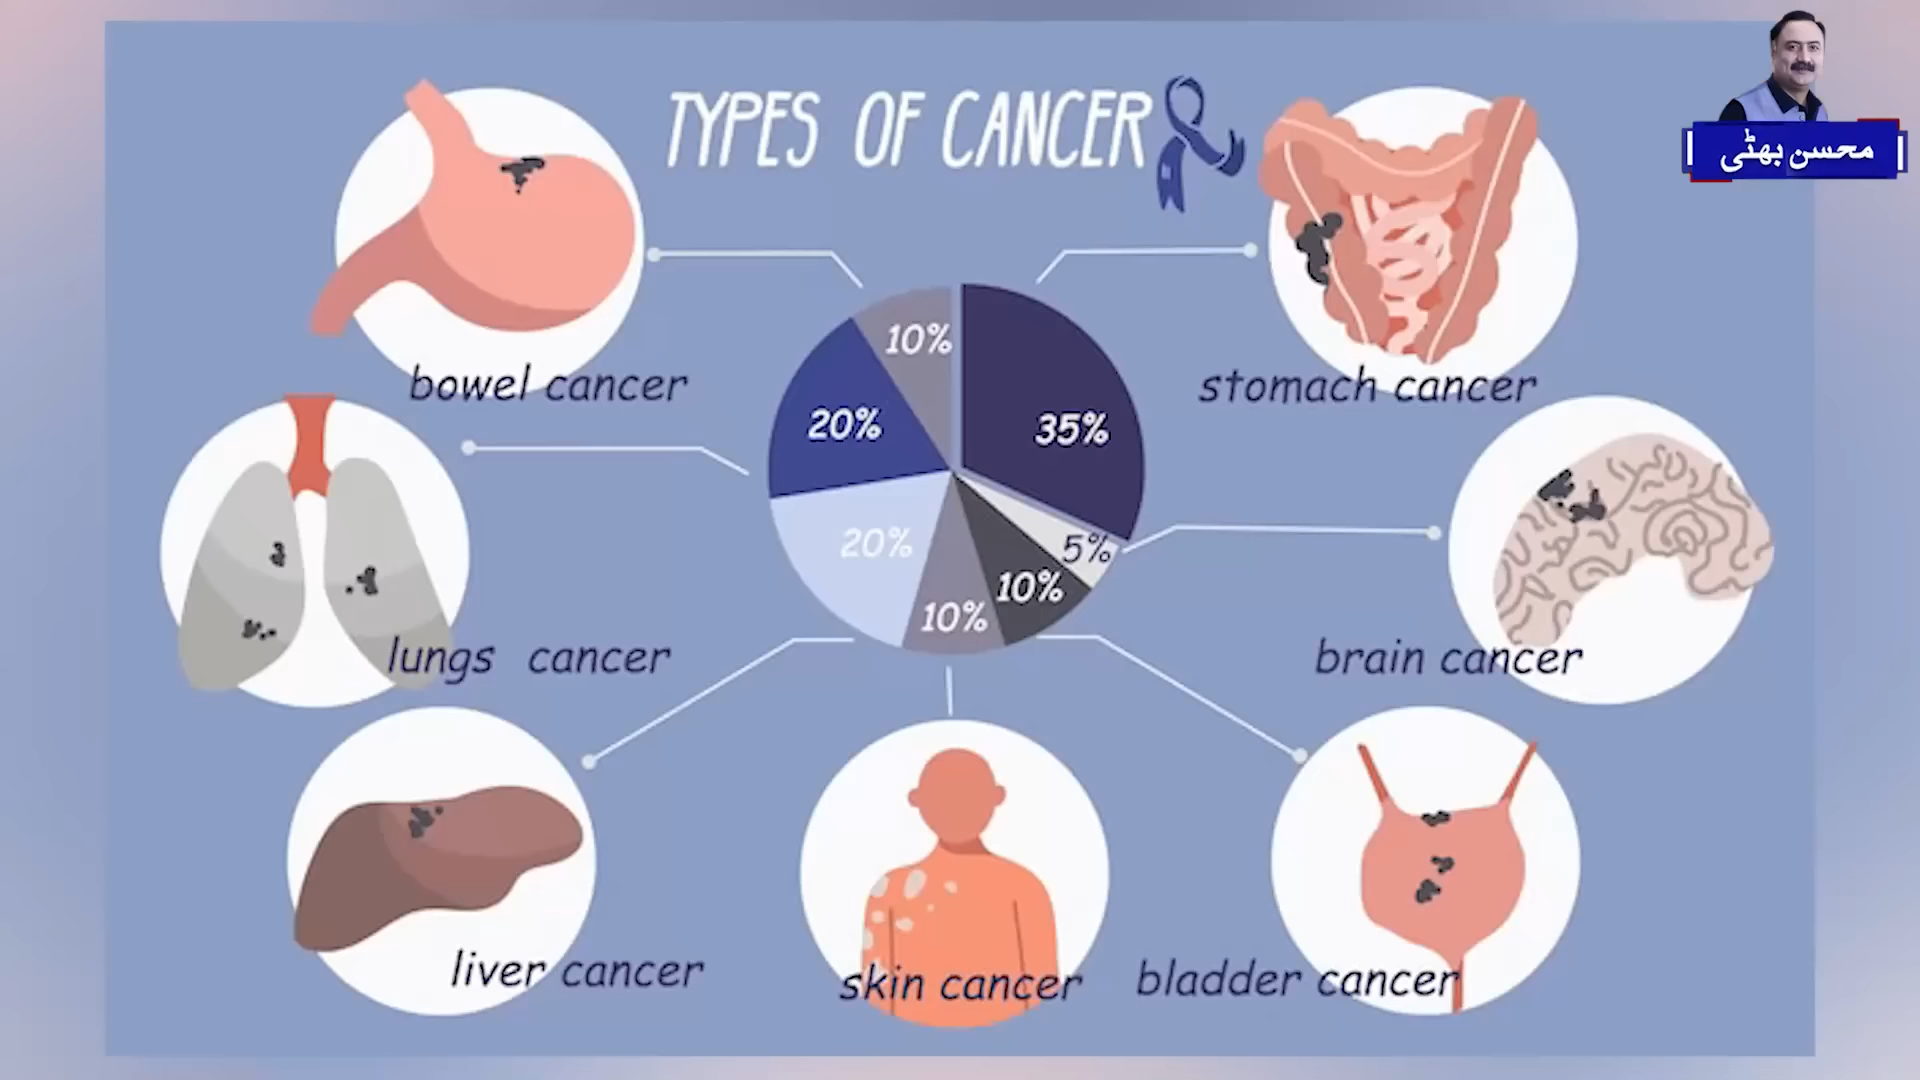 TYPES OF CANCER
محسن بھٹی
bowel cancer
stomach cancer
10%
35%
20%
20%
5%
10%
10%
lungs cancer
brain cancer
liver cancer
skin cancer
bladder cancer